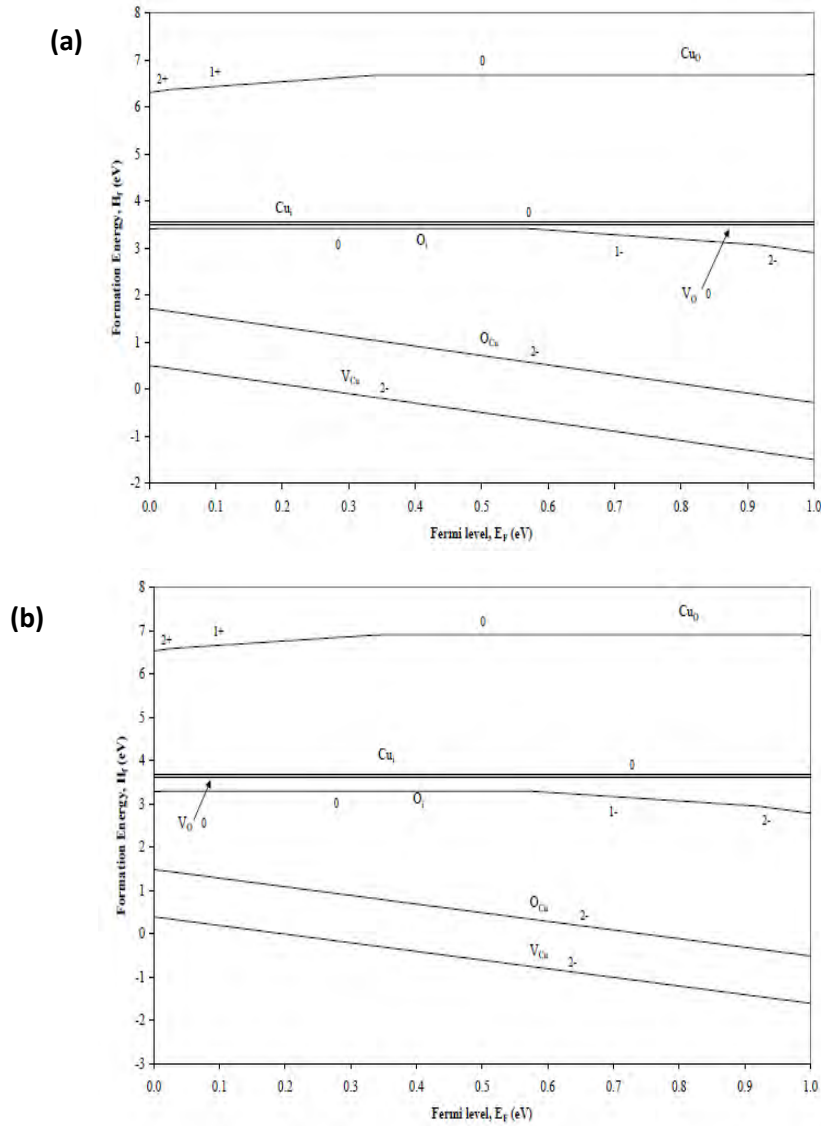 (a)
8
7
6
5
4
3
2
1
0
-1
-2
Formation Energy, H_f (eV)
2+
1+
0
Cu_O
Cu_i
0
0
O_i
1-
2-
V_O 0
O_Cu
2-
V_Cu
2-
0.0 0.1 0.2 0.3 0.4 0.5 0.6 0.7 0.8 0.9 1.0
Fermi level, E_F (eV)
(b)
8
7
6
5
4
3
2
1
0
-1
-2
-3
Formation Energy, H_f (eV)
2+
1+
0
Cu_O
Cu_i
0
V_O 0
0
O_i
1-
2-
O_Cu
2-
V_Cu
2-
0.0 0.1 0.2 0.3 0.4 0.5 0.6 0.7 0.8 0.9 1.0
Fermi level, E_F (eV)